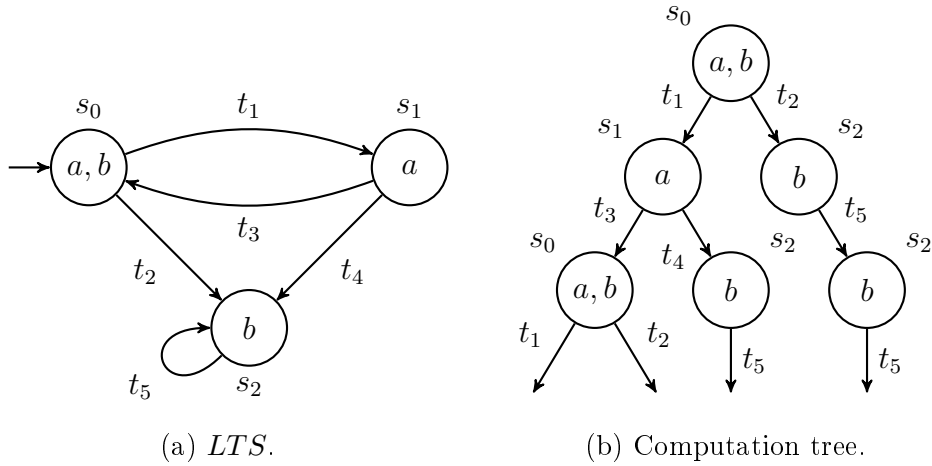 s₀
t₁
s₁
a, b
a
t₃
t₂
t₄
b
t₅
s₂
(a) LTS.
s₀
a, b
t₁
t₂
s₁
s₂
a
b
t₃
t₄
t₅
s₀
s₂
s₂
a, b
b
b
t₁
t₂
t₅
t₅
(b) Computation tree.